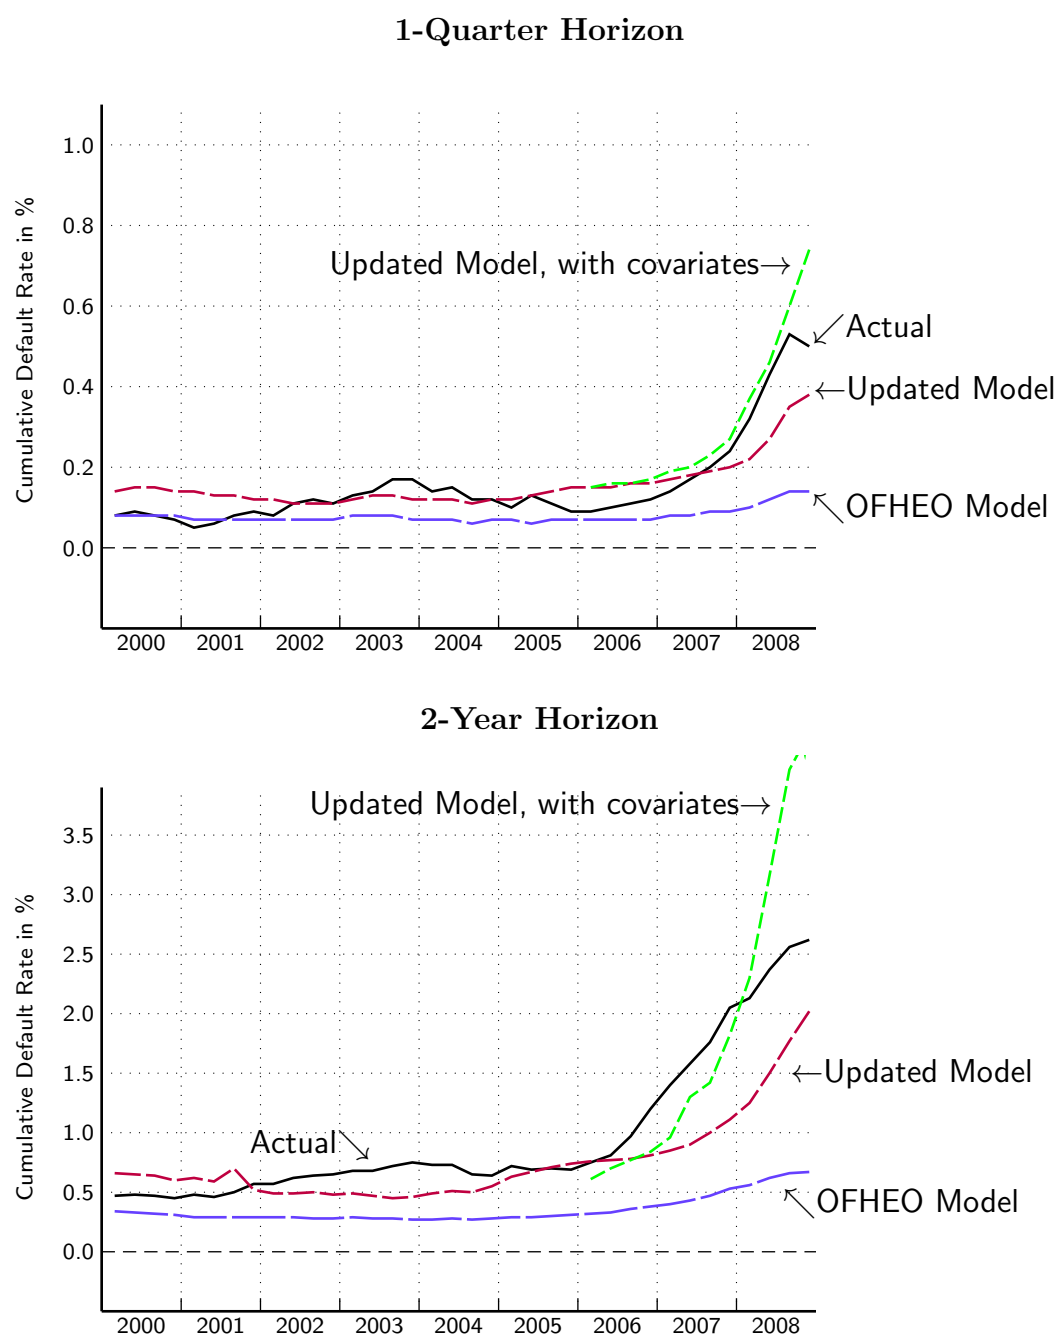 1-Quarter Horizon
Cumulative Default Rate in %
1.0
0.8
0.6
0.4
0.2
0.0
Updated Model, with covariates
Actual
Updated Model
OFHEO Model
2000 2001 2002 2003 2004 2005 2006 2007 2008
2-Year Horizon
Cumulative Default Rate in %
3.5
3.0
2.5
2.0
1.5
1.0
0.5
0.0
Updated Model, with covariates
Updated Model
Actual
OFHEO Model
2000 2001 2002 2003 2004 2005 2006 2007 2008